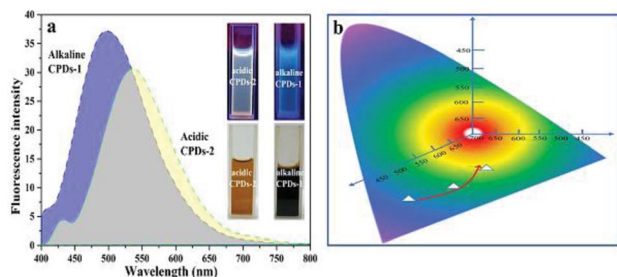 a
Alkaline
CPDs-1
Acidic
CPDs-2
acidic
CPDs-2
alkaline
CPDs-1
acidic
CPDs-2
alkaline
CPDs-1
Fluorescence intensity
40
35
30
25
20
15
10
5
0
400 450 500 550 600 650 700 750 800
Wavelength (nm)
b
450
500
550
600
650
700 650 600 550 500 450
450 500 550 600 650